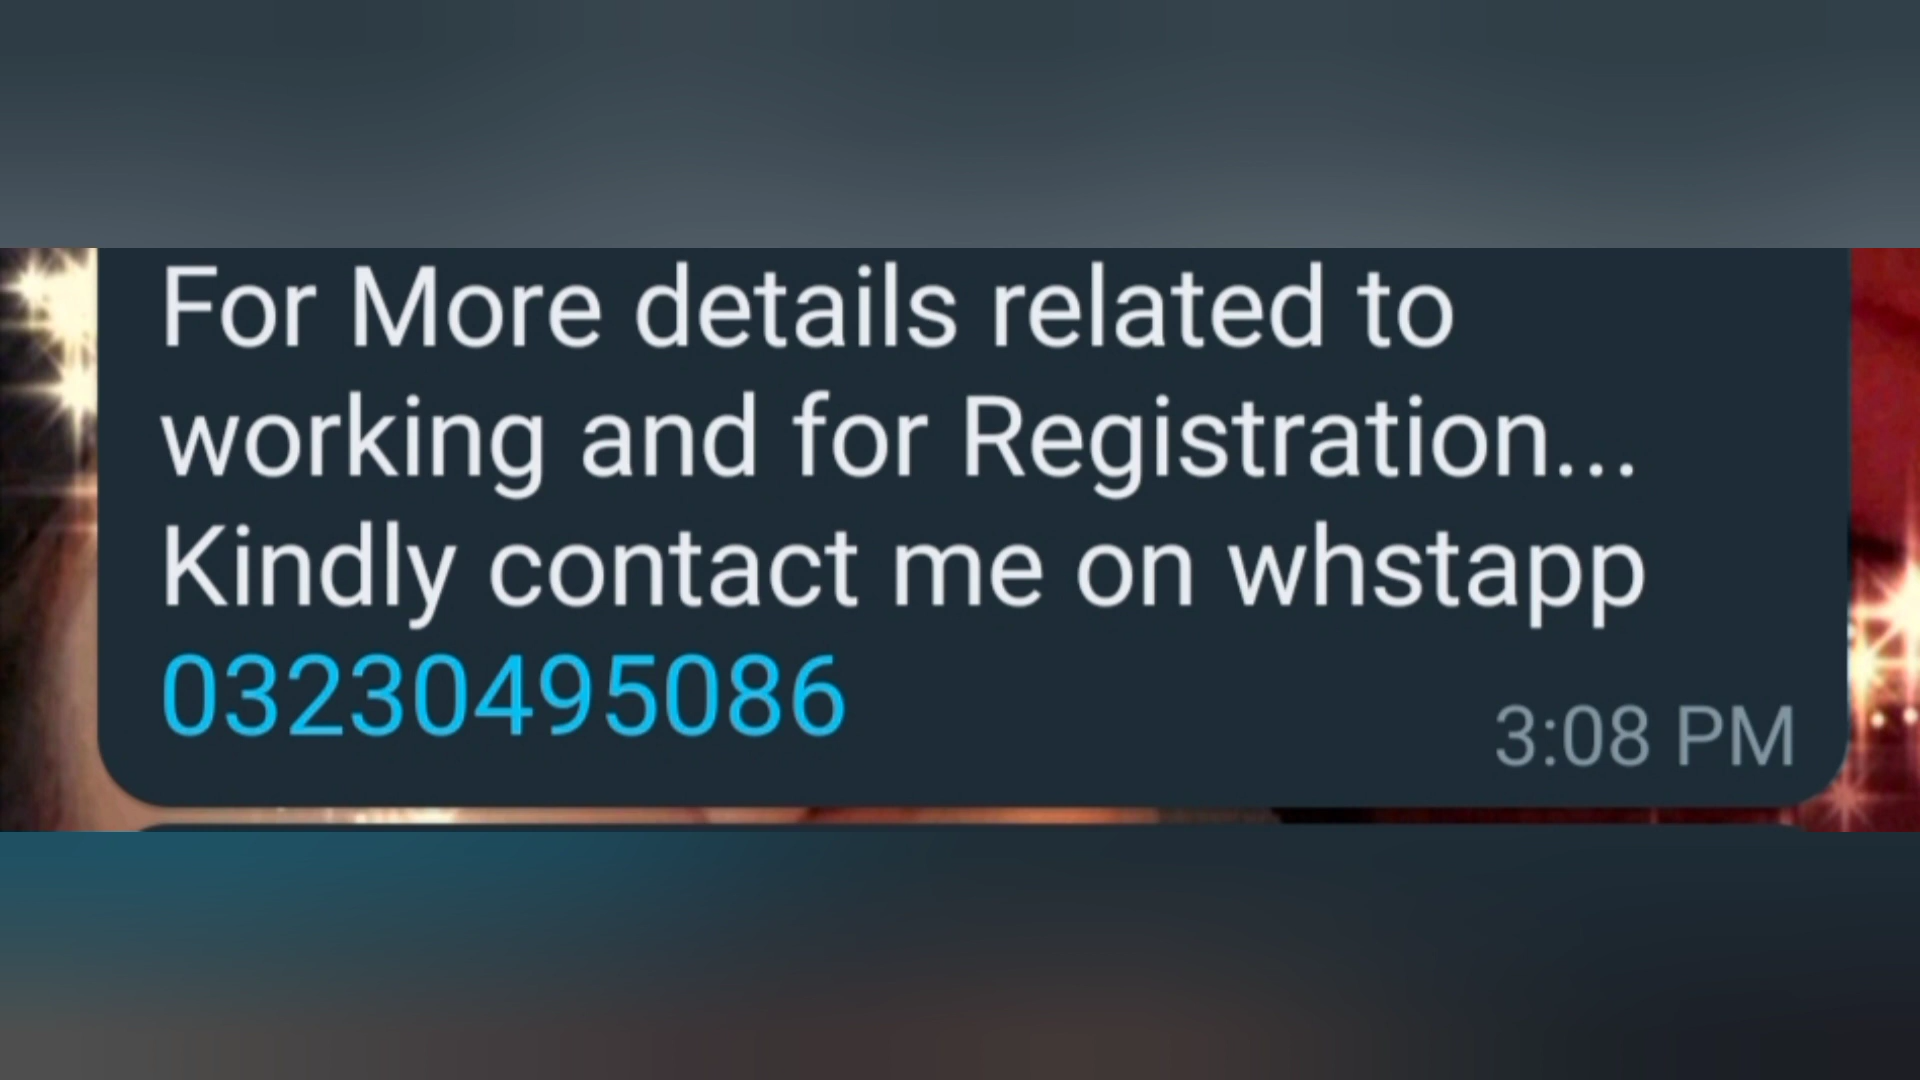 For More details related to
working and for Registration...
Kindly contact me on whstapp
03230495086
3:08 PM